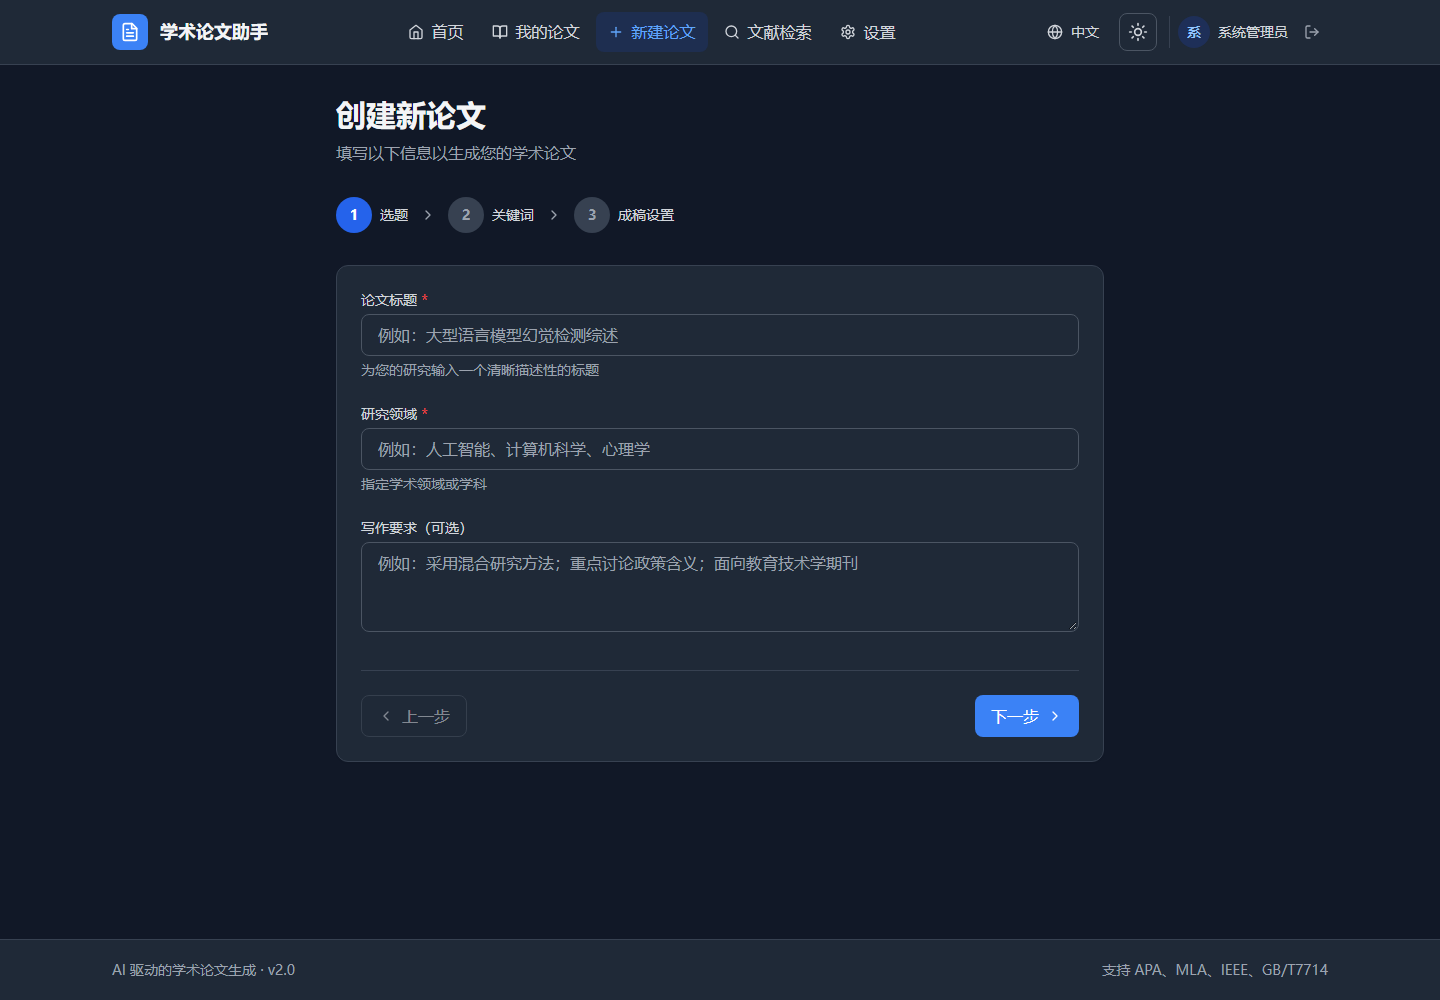 学术论文助手 首页 我的论文 新建论文 文献检索 设置 中文 系 系统管理员
创建新论文
填写以下信息以生成您的学术论文
1 选题 2 关键词 3 成稿设置
论文标题 *
例如：大型语言模型幻觉检测综述
为您的研究输入一个清晰描述性的标题
研究领域 *
例如：人工智能、计算机科学、心理学
指定学术领域或学科
写作要求（可选）
例如：采用混合研究方法；重点讨论政策含义；面向教育技术学期刊
上一步 下一步
AI 驱动的学术论文生成 · v2.0 支持 APA、MLA、IEEE、GB/T7714